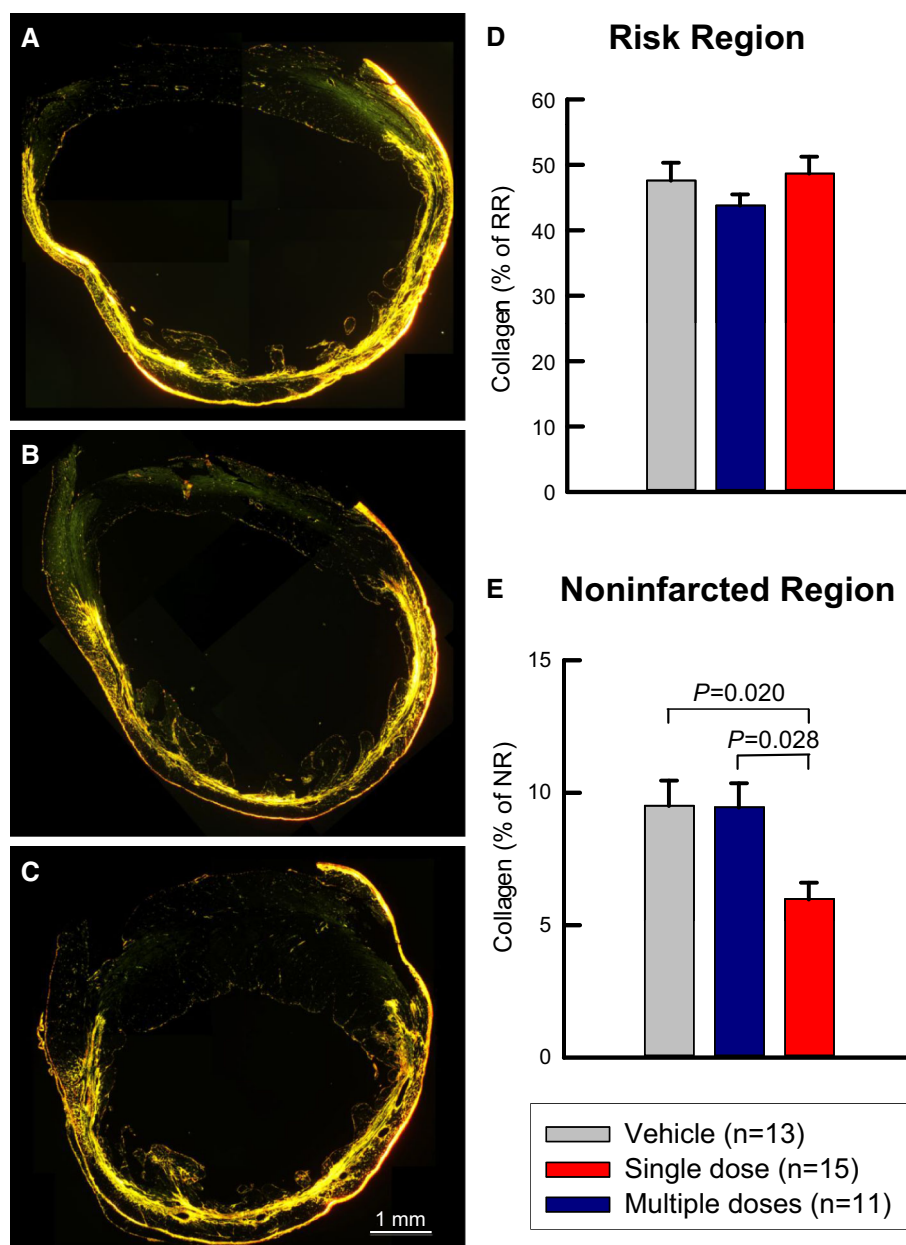 A
B
C
1 mm
D
Risk Region
60
50
40
30
20
10
0
Collagen (% of RR)
E
Noninfarcted Region
15
10
5
0
Collagen (% of NR)
P=0.020
P=0.028
Vehicle (n=13)
Single dose (n=15)
Multiple doses (n=11)